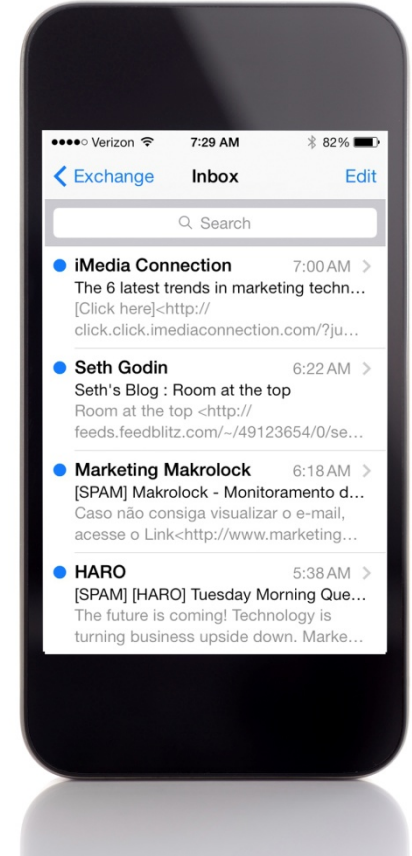 Verizon 7:29 AM 82%
Exchange Inbox Edit
Search
iMedia Connection 7:00 AM
The 6 latest trends in marketing techn…
[Click here]<http://
click.click.imediaconnection.com/?ju…
Seth Godin 6:22 AM
Seth's Blog : Room at the top
Room at the top <http://
feeds.feedblitz.com/~/49123654/0/se…
Marketing Makrolock 6:18 AM
[SPAM] Makrolock - Monitoramento d…
Caso não consiga visualizar o e-mail,
acesse o Link<http://www.marketing…
HARO 5:38 AM
[SPAM] [HARO] Tuesday Morning Que…
The future is coming! Technology is
turning business upside down. Marke…